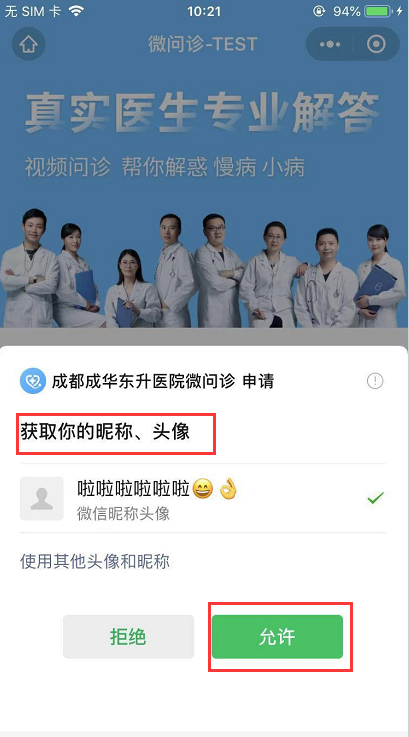 无 SIM 卡 10:21 94%
微问诊-TEST
真实医生专业解答
视频问诊 帮你解惑 慢病 小病
成都成华东升医院微问诊 申请
获取你的昵称、头像
啦啦啦啦啦啦😄👌
微信昵称头像
使用其他头像和昵称
拒绝 允许